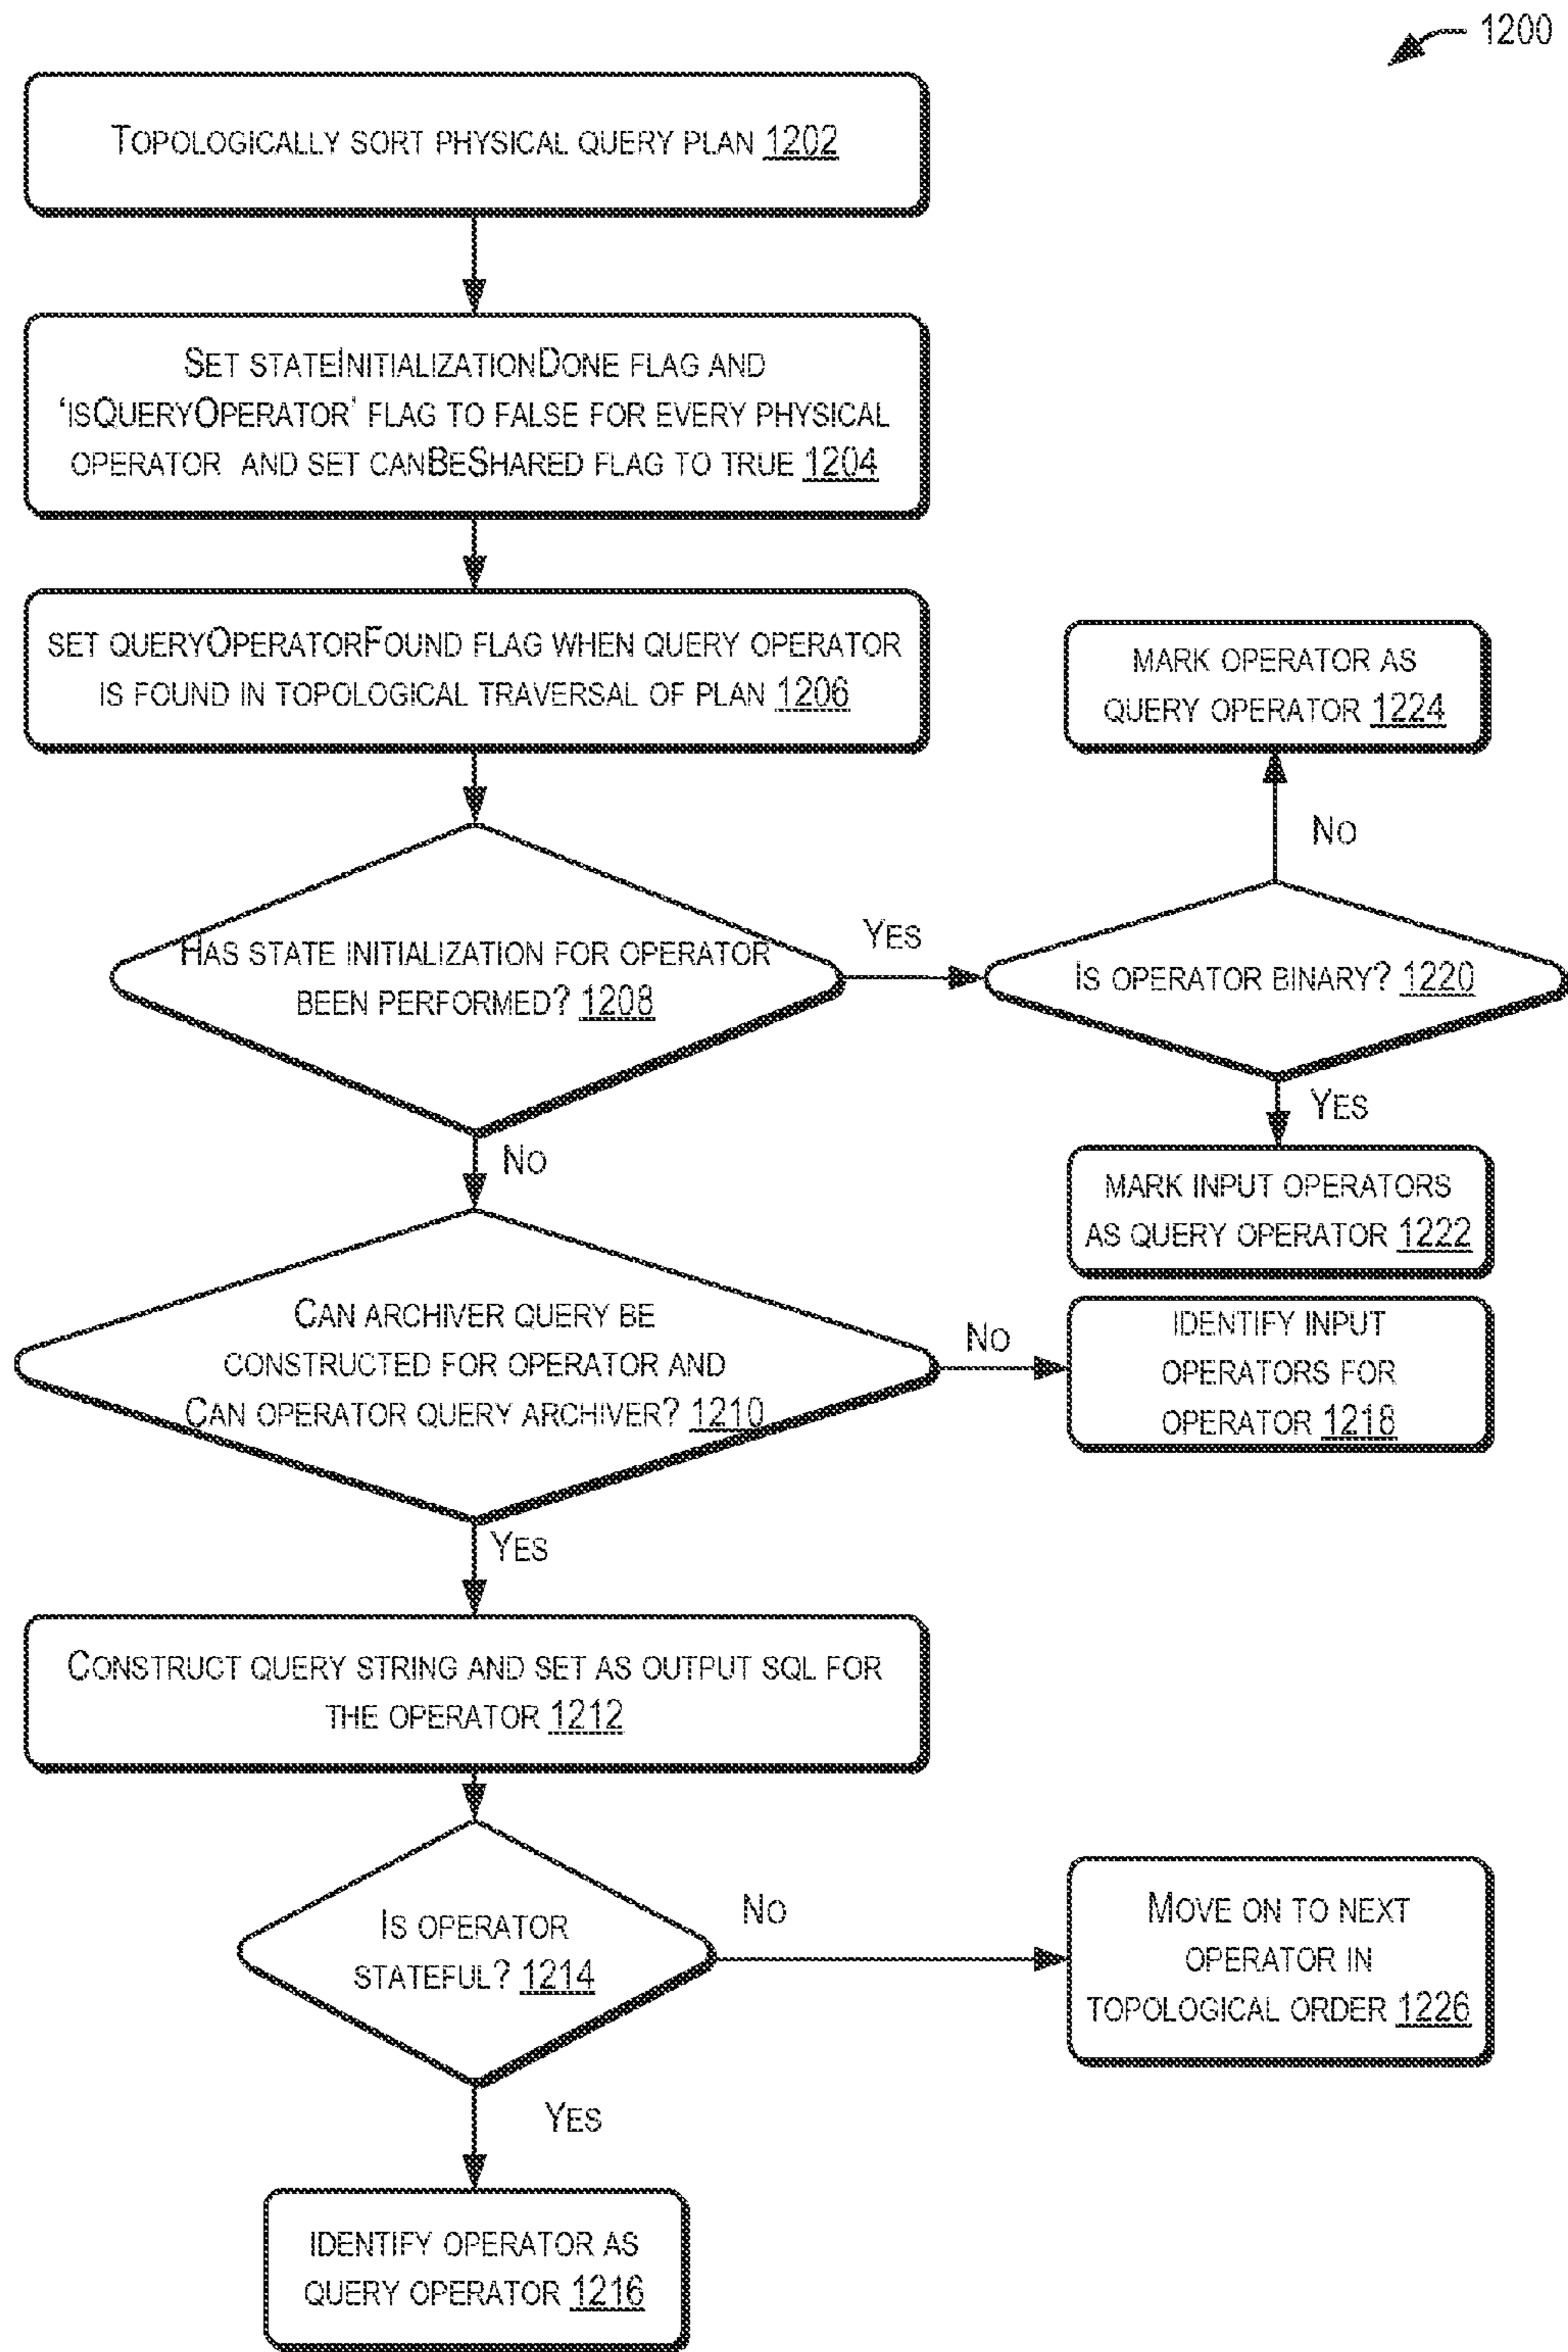 1200
TOPOLOGICALLY SORT PHYSICAL QUERY PLAN 1202
SET STATEINITIALIZATIONDONE FLAG AND
‘ISQUERYOPERATOR’ FLAG TO FALSE FOR EVERY PHYSICAL
OPERATOR AND SET CANBESHARED FLAG TO TRUE 1204
SET QUERYOPERATORFOUND FLAG WHEN QUERY OPERATOR
IS FOUND IN TOPOLOGICAL TRAVERSAL OF PLAN 1206
MARK OPERATOR AS
QUERY OPERATOR 1224
NO
HAS STATE INITIALIZATION FOR OPERATOR
BEEN PERFORMED? 1208
YES
IS OPERATOR BINARY? 1220
YES
MARK INPUT OPERATORS
AS QUERY OPERATOR 1222
NO
CAN ARCHIVER QUERY BE
CONSTRUCTED FOR OPERATOR AND
CAN OPERATOR QUERY ARCHIVER? 1210
NO
IDENTIFY INPUT
OPERATORS FOR
OPERATOR 1218
YES
CONSTRUCT QUERY STRING AND SET AS OUTPUT SQL FOR
THE OPERATOR 1212
IS OPERATOR
STATEFUL? 1214
NO
MOVE ON TO NEXT
OPERATOR IN
TOPOLOGICAL ORDER 1226
YES
IDENTIFY OPERATOR AS
QUERY OPERATOR 1216